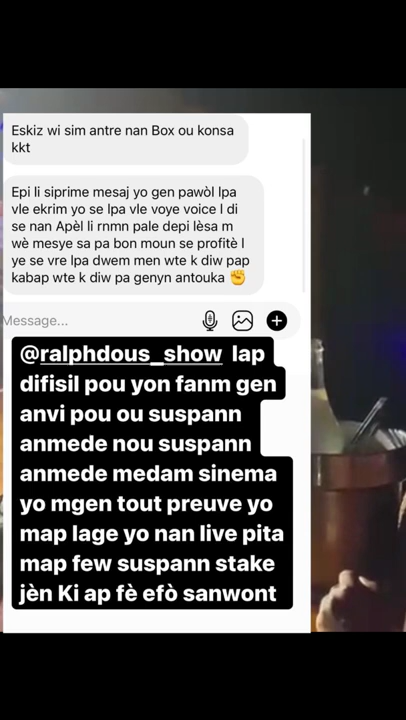 Eskiz wi sim antre nan Box ou konsa
kkt
Epi li siprime mesaj yo gen pawòl lpa
vle ekrim yo se lpa vle voye voice l di
se nan Apèl li rnmn pale depi lèsa m
wè mesye sa pa bon moun se profitè l
ye se vre lpa dwem men wte k diw pap
kabap wte k diw pa genyn antouka ✊
Message...
@ralphdous_show lap
difisil pou yon fanm gen
anvi pou ou suspann
anmede nou suspann
anmede medam sinema
yo mgen tout preuve yo
map lage yo nan live pita
map few suspann stake
jèn Ki ap fè efò sanwont